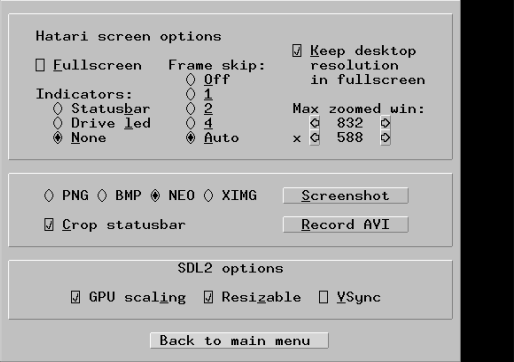 Hatari screen options
Keep desktop
Fullscreen Frame skip: resolution
Off in fullscreen
Indicators: 1
Statusbar 2 Max zoomed win:
Drive led 4 832
None Auto x 588
PNG BMP NEO XIMG Screenshot
Crop statusbar Record AVI
SDL2 options
GPU scaling Resizable VSync
Back to main menu